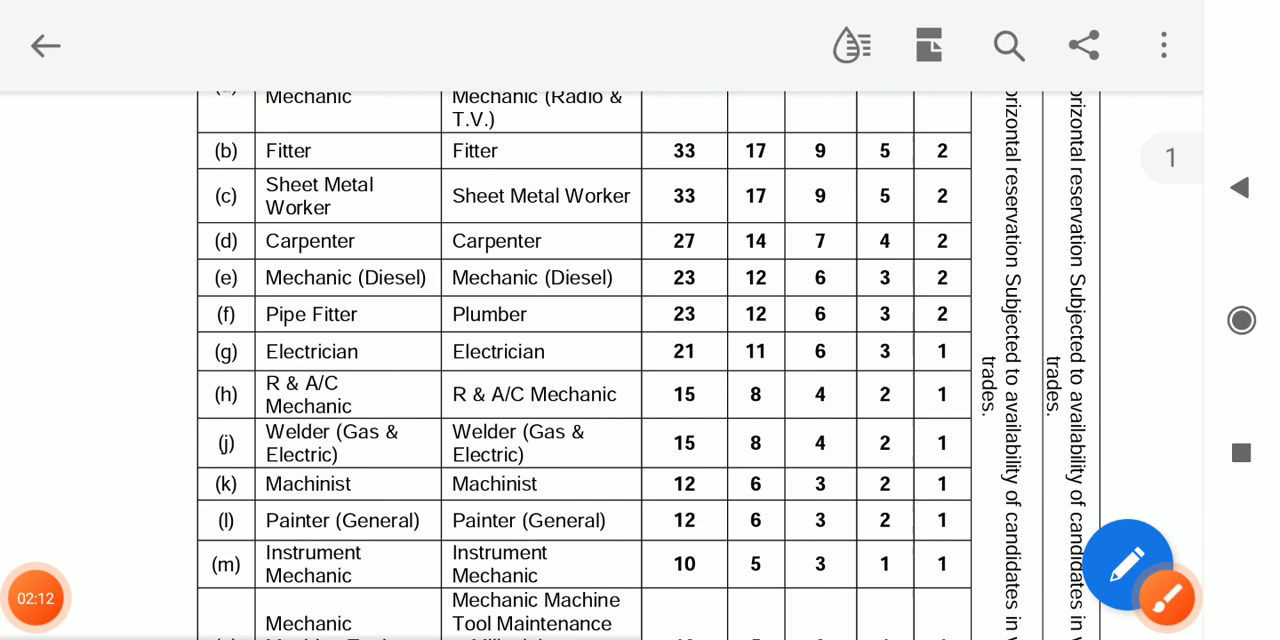 1
Mechanic Mechanic (Radio &
T.V.)
(b) Fitter Fitter 33 17 9 5 2
(c) Sheet Metal
Worker Sheet Metal Worker 33 17 9 5 2
(d) Carpenter Carpenter 27 14 7 4 2
(e) Mechanic (Diesel) Mechanic (Diesel) 23 12 6 3 2
(f) Pipe Fitter Plumber 23 12 6 3 2
(g) Electrician Electrician 21 11 6 3 1
(h) R & A/C
Mechanic R & A/C Mechanic 15 8 4 2 1
(j) Welder (Gas &
Electric) Welder (Gas &
Electric) 15 8 4 2 1
(k) Machinist Machinist 12 6 3 2 1
(l) Painter (General) Painter (General) 12 6 3 2 1
(m) Instrument
Mechanic Instrument
Mechanic 10 5 3 1 1
Mechanic Mechanic Machine
Tool Maintenance
reservation Subjected to availability of candidates in
trades.
reservation Subjected to availability of candidates in
trades.
02:12